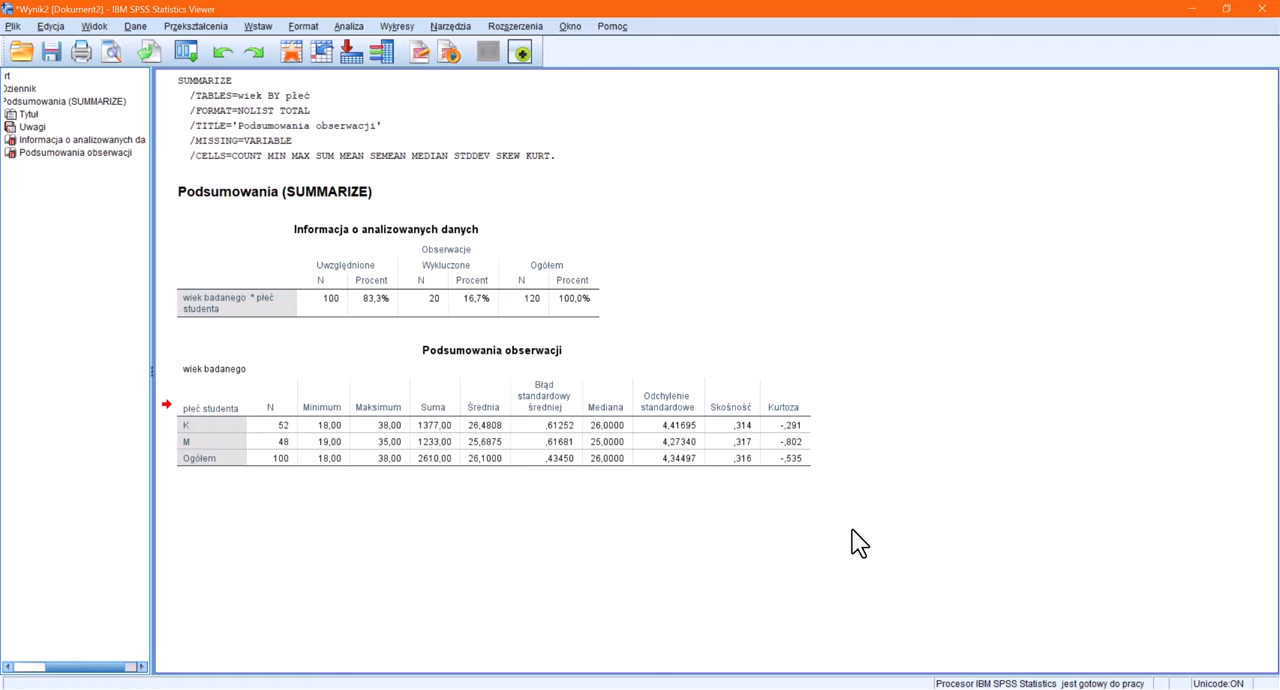 *Wynik2 [Dokument2] - IBM SPSS Statistics Viewer
Plik Edycja Widok Dane Przekształcenia Wstaw Format Analiza Wykresy Narzędzia Rozszerzenia Okno Pomoc
rt
Dziennik
Podsumowania (SUMMARIZE)
Tytuł
Uwagi
Informacja o analizowanych da
Podsumowania obserwacji
SUMMARIZE
/TABLES=wiek BY płeć
/FORMAT=NOLIST TOTAL
/TITLE='Podsumowania obserwacji'
/MISSING=VARIABLE
/CELLS=COUNT MIN MAX SUM MEAN SEMEAN MEDIAN STDDEV SKEW KURT.
Podsumowania (SUMMARIZE)
Informacja o analizowanych danych
Obserwacje
Uwzględnione Wykluczone Ogółem
N Procent N Procent N Procent
wiek badanego * płeć studenta 100 83,3% 20 16,7% 120 100,0%
Podsumowania obserwacji
wiek badanego
płeć studenta N Minimum Maksimum Suma Średnia Błąd standardowy średniej Mediana Odchylenie standardowe Skośność Kurtoza
K 52 18,00 38,00 1377,00 26,4808 ,61252 26,0000 4,41695 ,314 -,291
M 48 19,00 35,00 1233,00 25,6875 ,61681 25,0000 4,27340 ,317 -,802
Ogółem 100 18,00 38,00 2610,00 26,1000 ,43450 26,0000 4,34497 ,316 -,535
Procesor IBM SPSS Statistics jest gotowy do pracy Unicode:ON